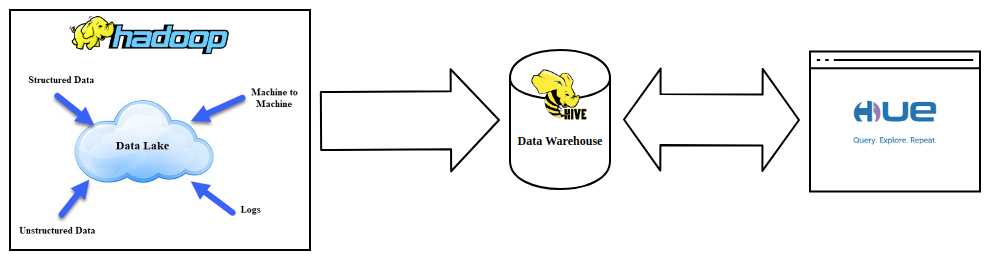 hadoop
Structured Data
Machine to
Machine
Data Lake
Logs
Unstructured Data
HIVE
Data Warehouse
HUE
Query. Explore. Repeat.